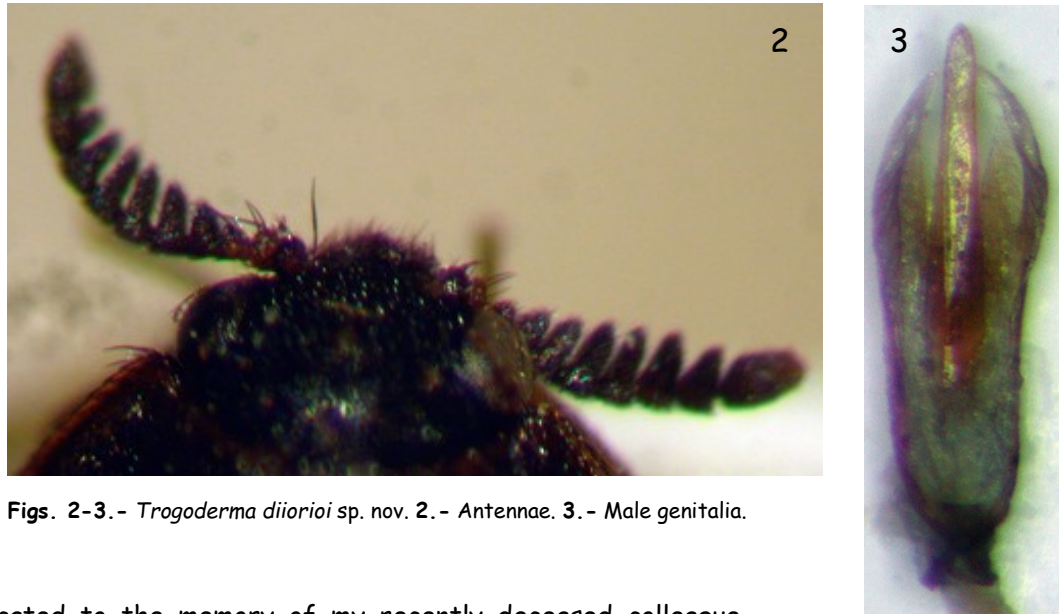 2
3
Figs. 2-3.- Trogoderma diiorioi sp. nov. 2.- Antennae. 3.- Male genitalia.
to the memory of my recently deceased colleague